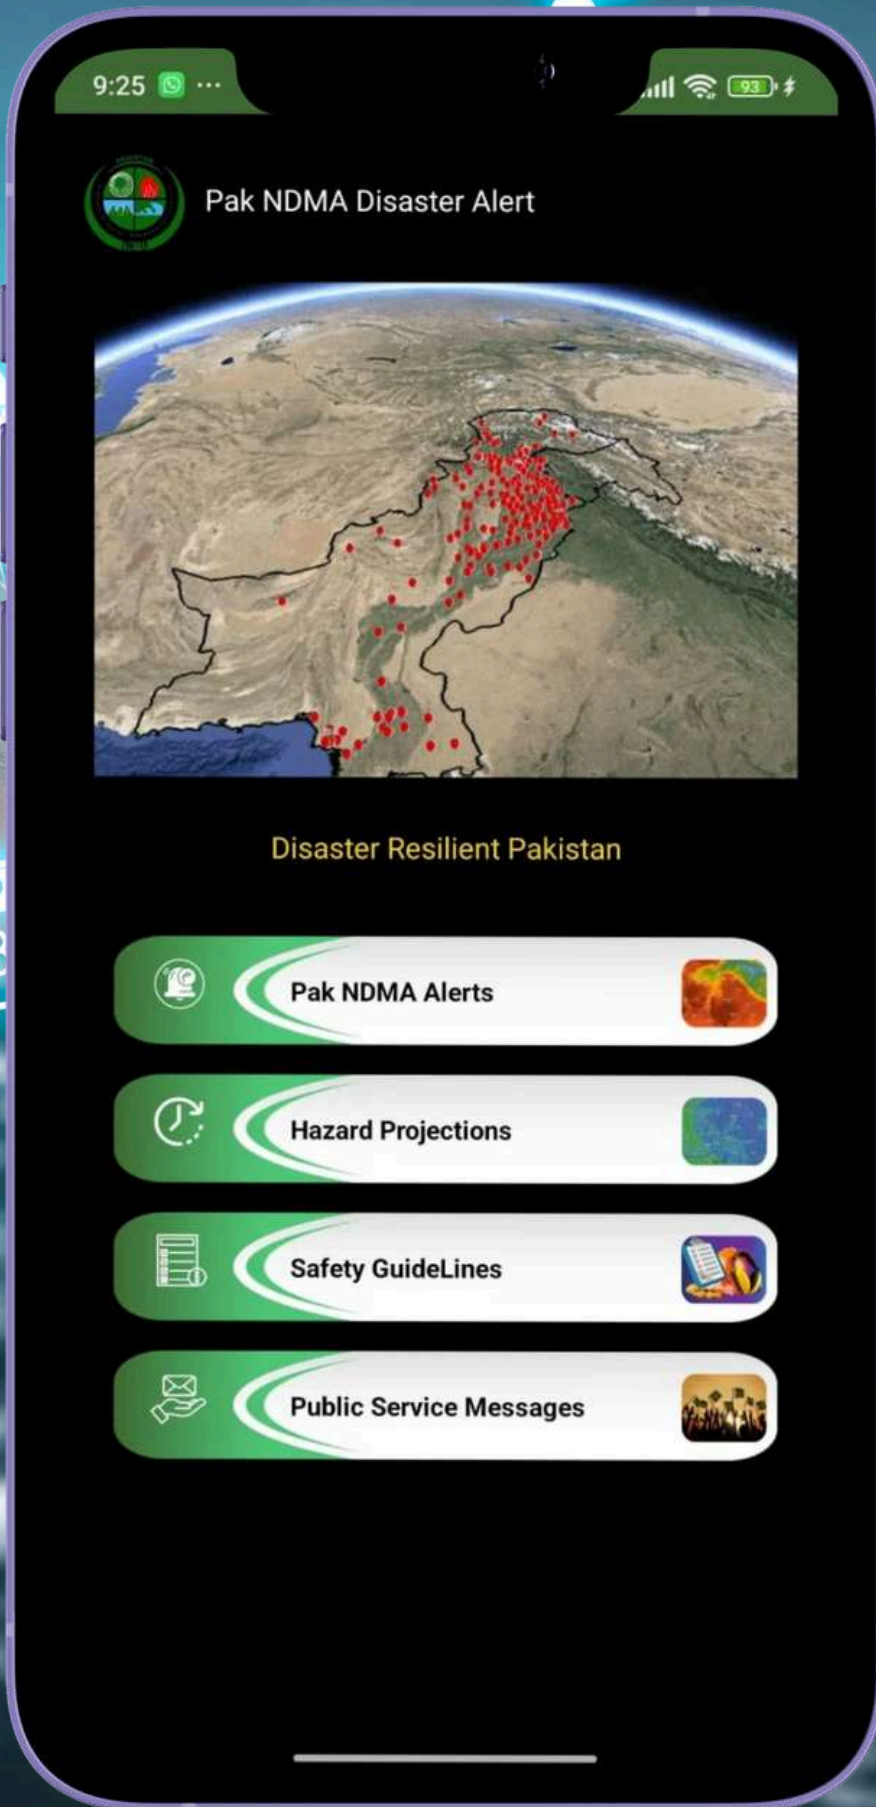 9:25
93
Pak NDMA Disaster Alert
Disaster Resilient Pakistan
Pak NDMA Alerts
Hazard Projections
Safety GuideLines
Public Service Messages